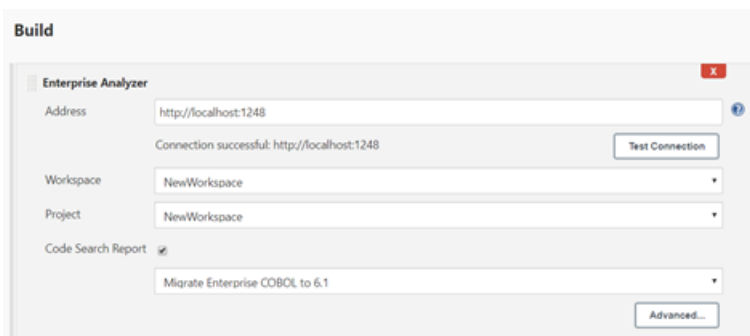 Build
X
Enterprise Analyzer
Address
http://localhost:1248
Connection successful: http://localhost:1248
Test Connection
Workspace
NewWorkspace
Project
NewWorkspace
Code Search Report
Migrate Enterprise COBOL to 6.1
Advanced...